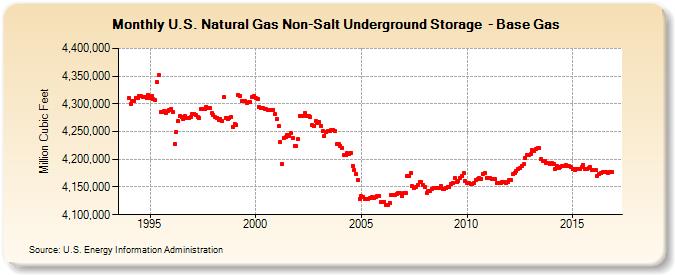 Monthly U.S. Natural Gas Non-Salt Underground Storage - Base Gas
Million Cubic Feet
4,400,000
4,350,000
4,300,000
4,250,000
4,200,000
4,150,000
4,100,000
1995 2000 2005 2010 2015
Source: U.S. Energy Information Administration